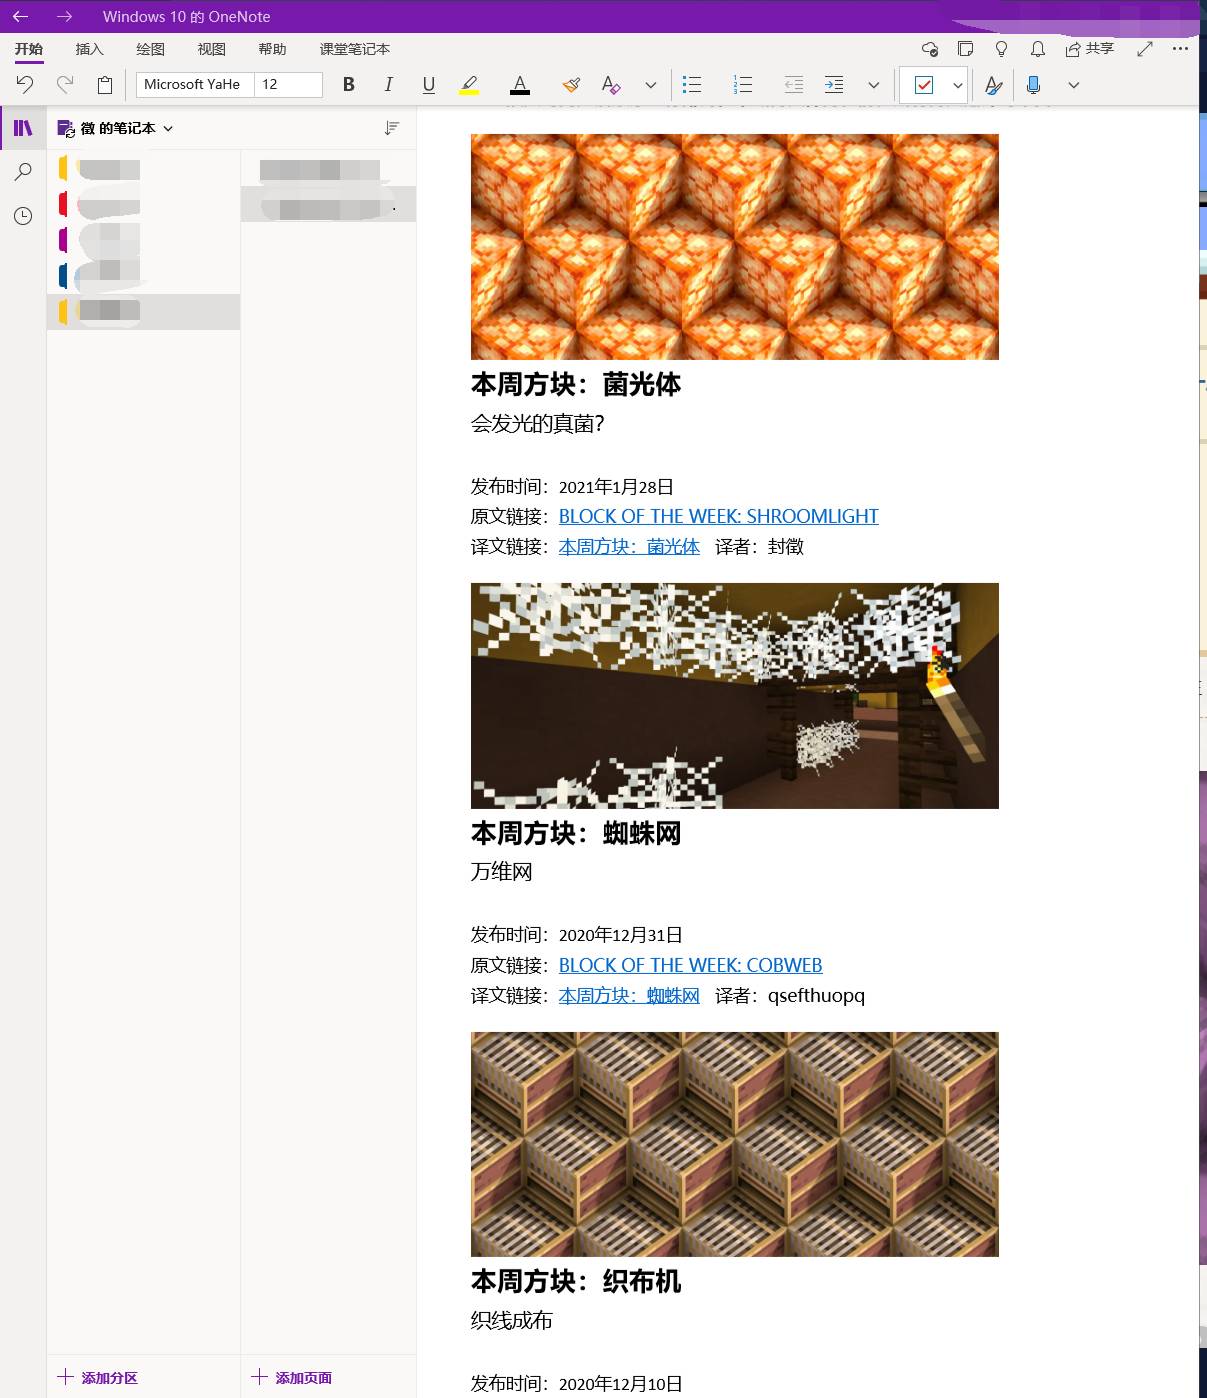 Windows 10 的 OneNote
开始 插入 绘图 视图 帮助 课堂笔记本 共享
Microsoft YaHe 12 B I U A A
徵 的笔记本
本周方块：菌光体
会发光的真菌？
发布时间：2021年1月28日
原文链接：BLOCK OF THE WEEK: SHROOMLIGHT
译文链接：本周方块：菌光体 译者：封徵
本周方块：蜘蛛网
万维网
发布时间：2020年12月31日
原文链接：BLOCK OF THE WEEK: COBWEB
译文链接：本周方块：蜘蛛网 译者：qsefthuopq
本周方块：织布机
织线成布
发布时间：2020年12月10日
添加分区 添加页面